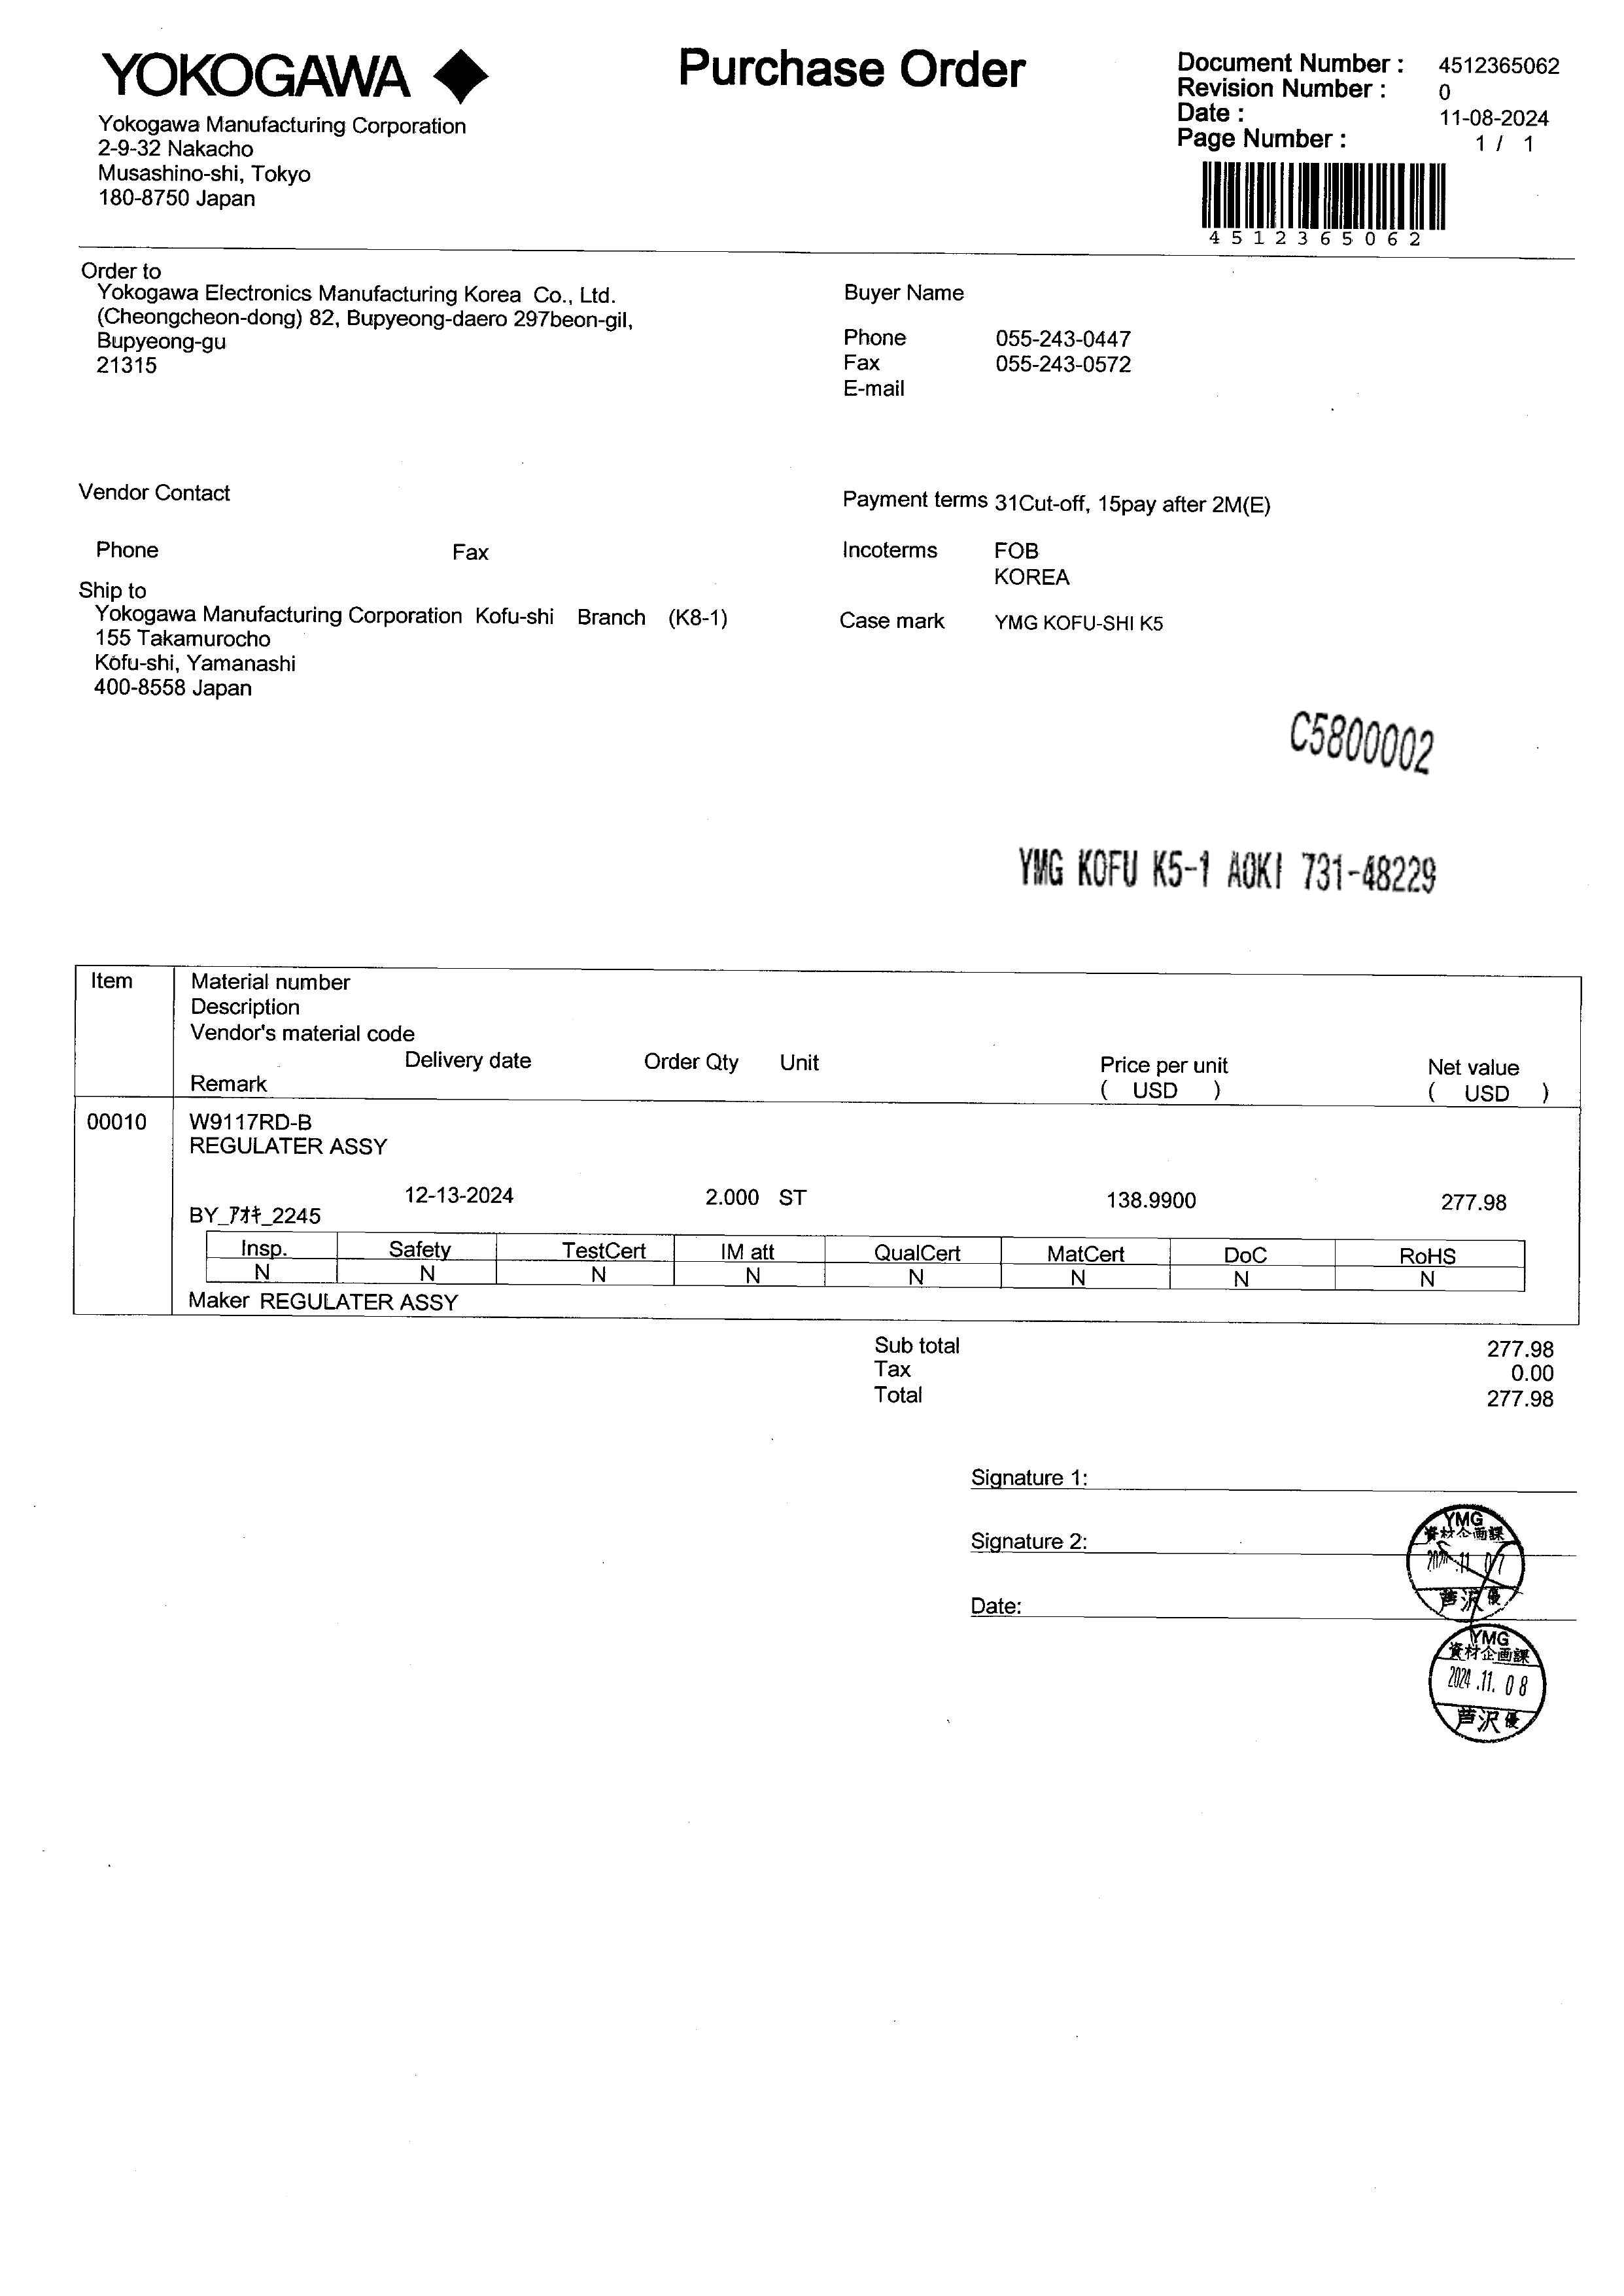 YOKOGAWA
Purchase Order
Document Number : 4512365062
Revision Number : 0
Date : 11-08-2024
Page Number : 1 / 1
4512365062
Yokogawa Manufacturing Corporation
2-9-32 Nakacho
Musashino-shi, Tokyo
180-8750 Japan
Order to
Yokogawa Electronics Manufacturing Korea Co., Ltd.
(Cheongcheon-dong) 82, Bupyeong-daero 297beon-gil,
Bupyeong-gu
21315
Buyer Name
Phone 055-243-0447
Fax 055-243-0572
E-mail
Vendor Contact
Phone Fax
Payment terms 31Cut-off, 15pay after 2M(E)
Incoterms FOB
KOREA
Ship to
Yokogawa Manufacturing Corporation Kofu-shi Branch (K8-1)
155 Takamurocho
Kofu-shi, Yamanashi
400-8558 Japan
Case mark YMG KOFU-SHI K5
C5800002
YMG KOFU K5-1 AOKI 731-48229
Item Material number
Description
Vendor's material code
Delivery date Order Qty Unit Price per unit Net value
Remark ( USD ) ( USD )
00010 W9117RD-B
REGULATER ASSY
12-13-2024 2.000 ST 138.9900 277.98
BY_ｱｵｷ_2245
Insp. Safety TestCert IM att QualCert MatCert DoC RoHS
N N N N N N N N
Maker REGULATER ASSY
Sub total 277.98
Tax 0.00
Total 277.98
Signature 1:
Signature 2:
Date:
YMG
資材企画課
芦沢優
YMG
資材企画課
2024.11.08
芦沢優